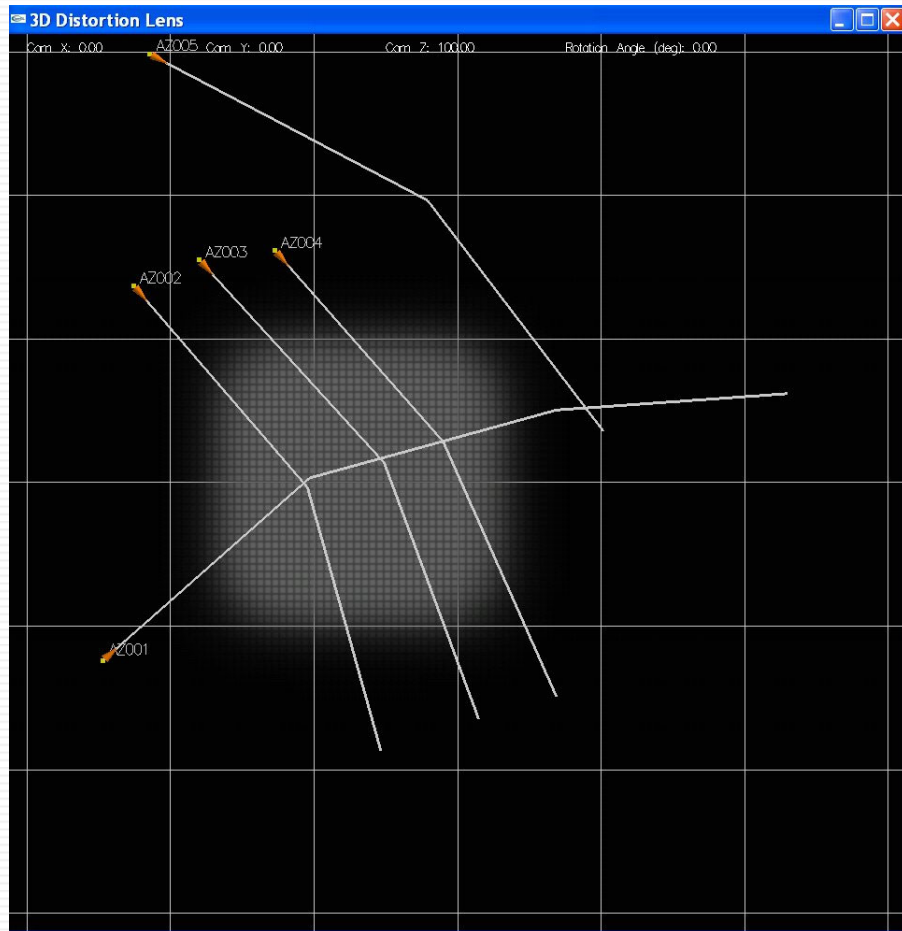 3D Distortion Lens
Cam X: 0.00 Cam Y: 0.00 Cam Z: 100.00 Rotation Angle (deg): 0.00
AZ005
AZ004
AZ003
AZ002
AZ001